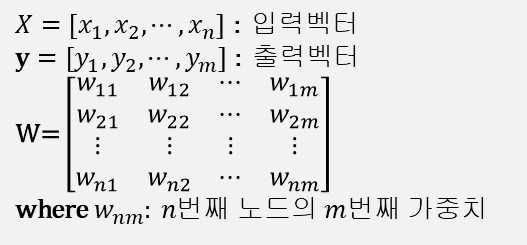 X = [x₁, x₂, ⋯, xₙ] : 입력벡터
y = [y₁, y₂, ⋯, yₘ] : 출력벡터
W= [w₁₁ w₁₂ ⋯ w₁ₘ
w₂₁ w₂₂ ⋯ w₂ₘ
⋮ ⋮ ⋮ ⋮
wₙ₁ wₙ₂ ⋯ wₙₘ]
where wₙₘ: n번째 노드의 m번째 가중치